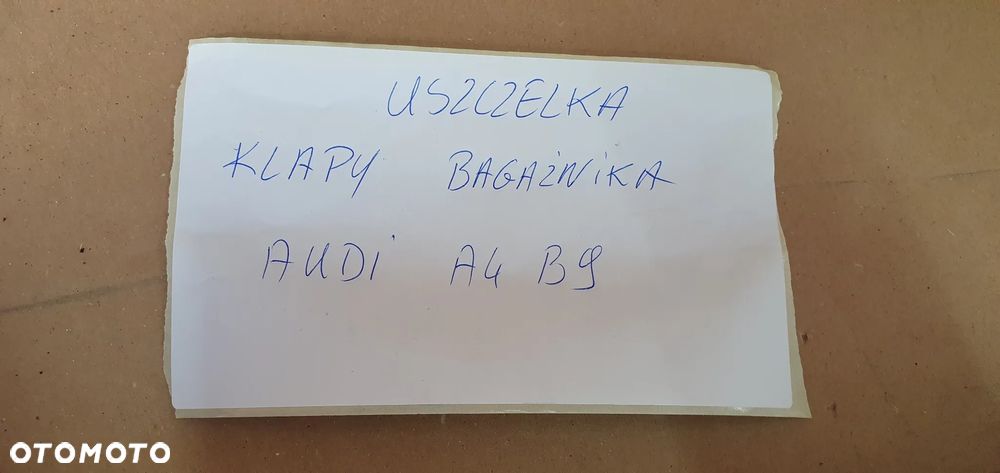 USZCZELKA
KLAPY BAGAŻNIKA
AUDI A4 B9
OTOMOTO